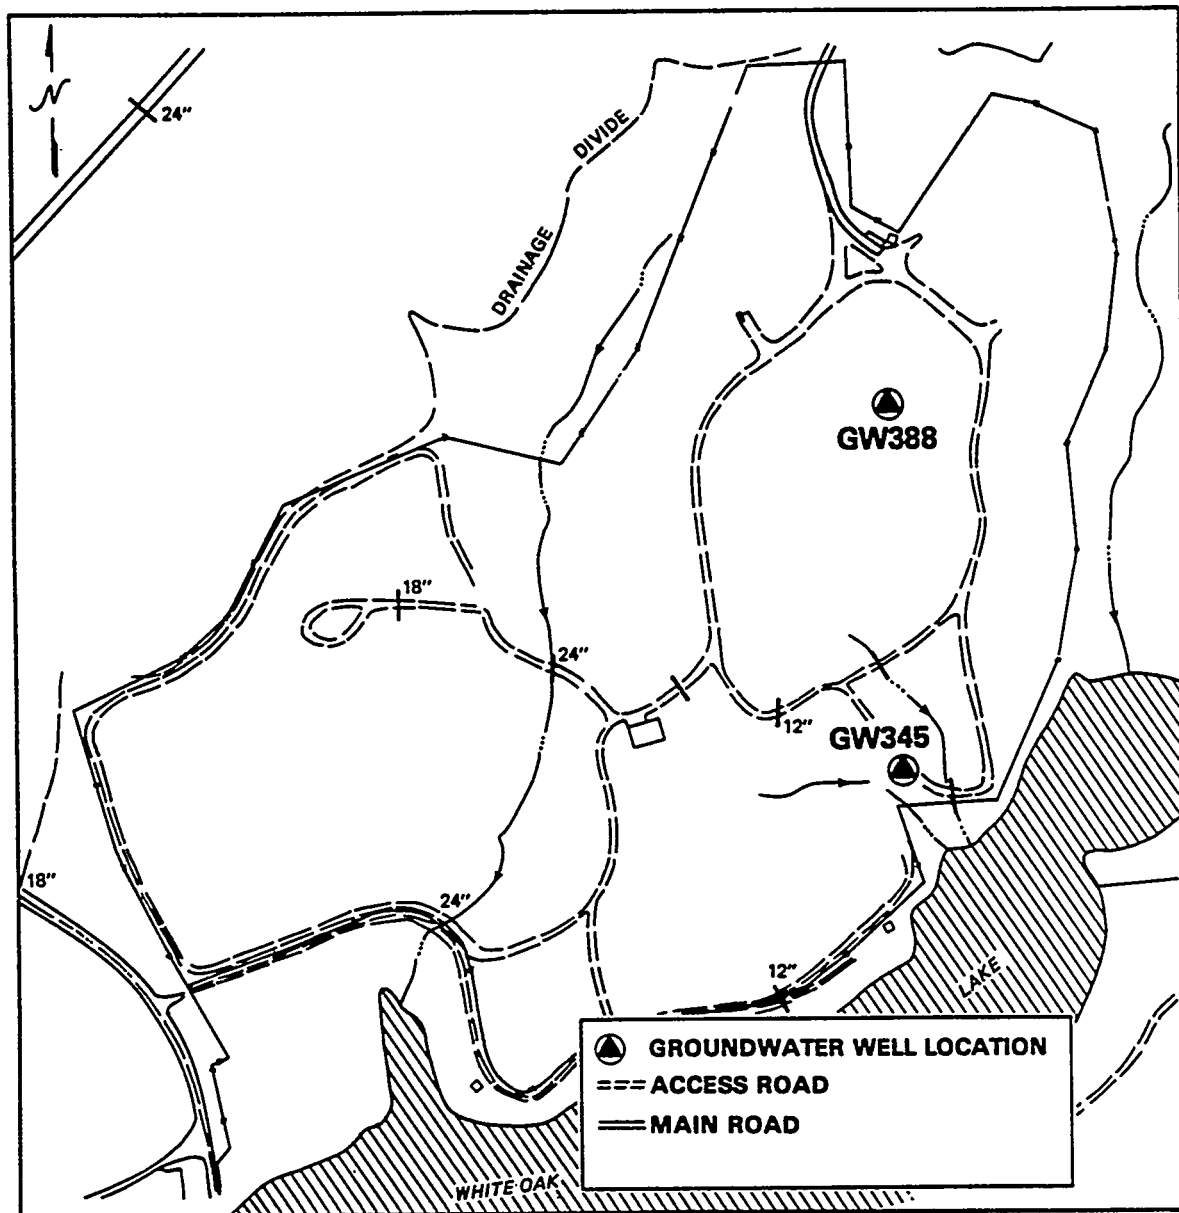 N
24"
DIVIDE
DRAINAGE
GW388
18"
24"
12"
GW345
18"
24"
12"
LAKE
WHITE OAK
GROUNDWATER WELL LOCATION
ACCESS ROAD
MAIN ROAD